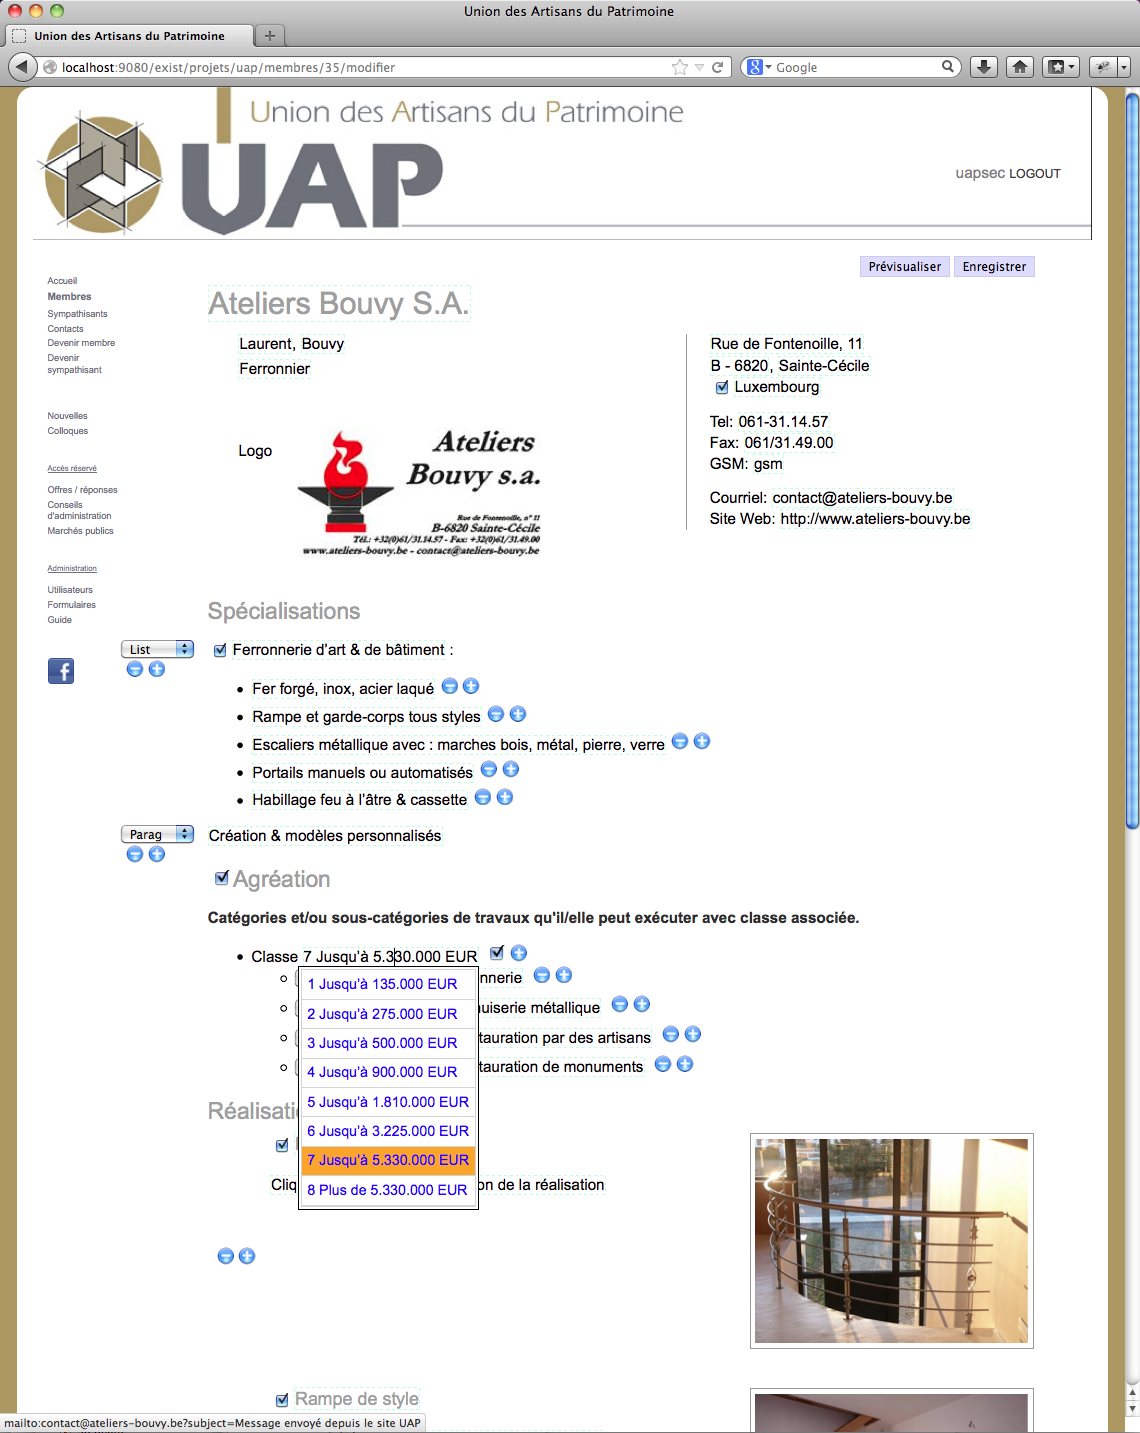 Union des Artisans du Patrimoine
Union des Artisans du Patrimoine
localhost:9080/exist/projets/uap/membres/35/modifier
Google
Union des Artisans du Patrimoine
UAP
uapsec LOGOUT
Prévisualiser
Enregistrer
Accueil
Membres
Sympathisants
Contacts
Devenir membre
Devenir
sympathisant
Nouvelles
Colloques
Accès réservé
Offres / réponses
Conseils
d'administration
Marchés publics
Administration
Utilisateurs
Formulaires
Guide
Ateliers Bouvy S.A.
Laurent, Bouvy
Ferronnier
Rue de Fontenoille, 11
B - 6820, Sainte-Cécile
Luxembourg
Tel: 061-31.14.57
Fax: 061/31.49.00
GSM: gsm
Courriel: contact@ateliers-bouvy.be
Site Web: http://www.ateliers-bouvy.be
Logo
Ateliers
Bouvy s.a.
Rue de Fontenoille, n° 11
B-6820 Sainte-Cécile
Tél.: +32(0)61/31.14.57 - Fax: +32(0)61/31.49.00
www.ateliers-bouvy.be - contact@ateliers-bouvy.be
Spécialisations
List
Ferronnerie d'art & de bâtiment :
Fer forgé, inox, acier laqué
Rampe et garde-corps tous styles
Escaliers métallique avec : marches bois, métal, pierre, verre
Portails manuels ou automatisés
Habillage feu à l'âtre & cassette
Parag
Création & modèles personnalisés
Agréation
Catégories et/ou sous-catégories de travaux qu'il/elle peut exécuter avec classe associée.
Classe 7 Jusqu'à 5.330.000 EUR
nnerie
uiserie métallique
tauration par des artisans
tauration de monuments
1 Jusqu'à 135.000 EUR
2 Jusqu'à 275.000 EUR
3 Jusqu'à 500.000 EUR
4 Jusqu'à 900.000 EUR
5 Jusqu'à 1.810.000 EUR
6 Jusqu'à 3.225.000 EUR
7 Jusqu'à 5.330.000 EUR
8 Plus de 5.330.000 EUR
Réalisati
Cliq
on de la réalisation
Rampe de style
mailto:contact@ateliers-bouvy.be?subject=Message envoyé depuis le site UAP